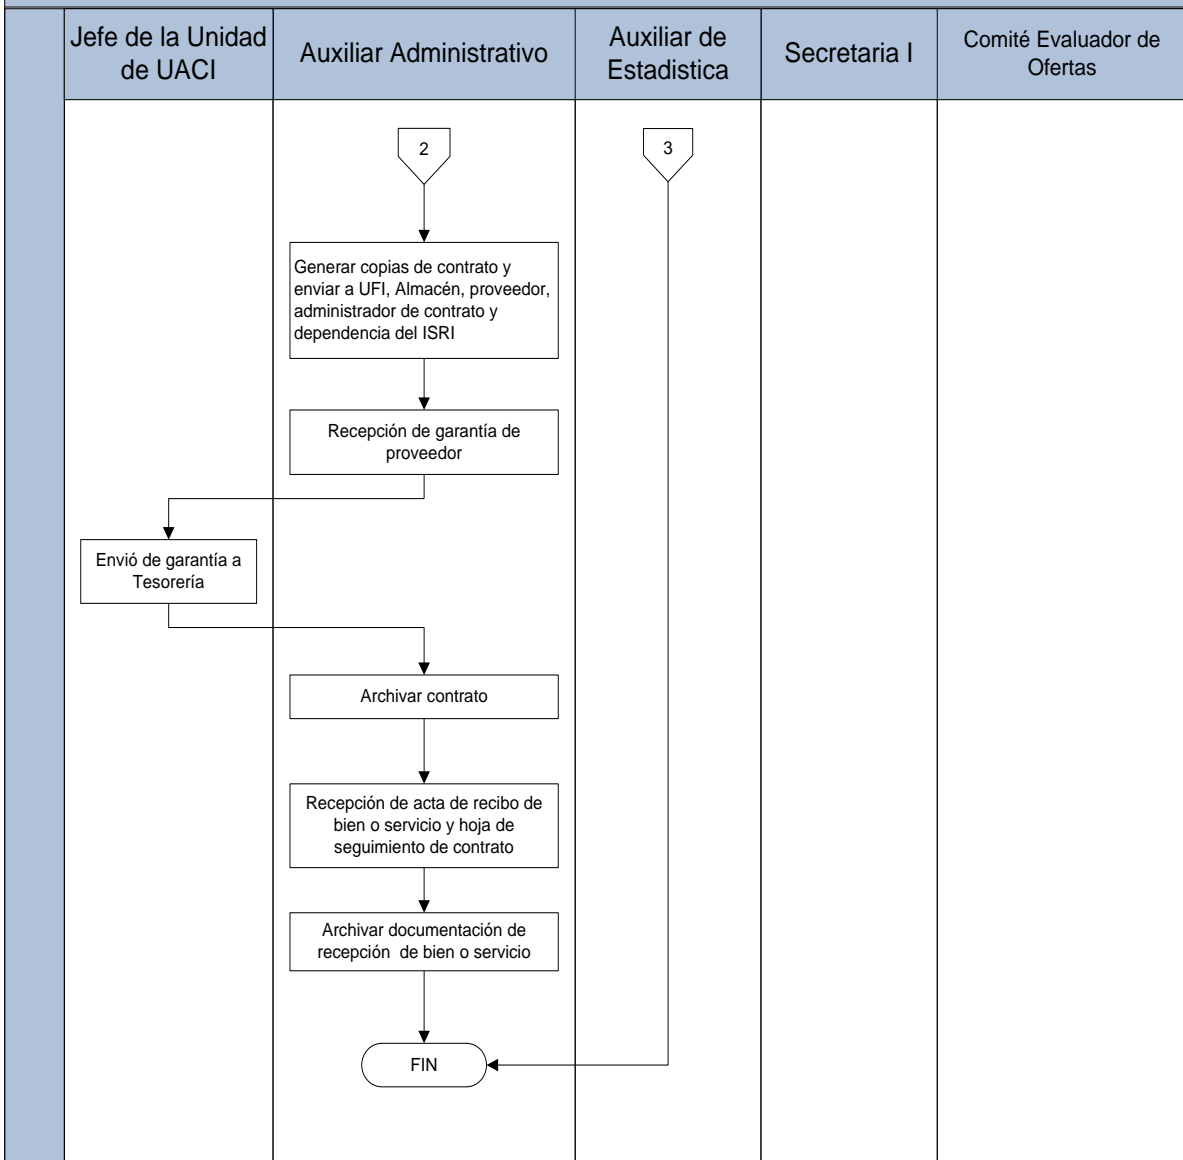 Jefe de la Unidad
de UACI
Auxiliar Administrativo
Auxiliar de
Estadistica
Secretaria I
Comité Evaluador de
Ofertas
2
3
Generar copias de contrato y
enviar a UFI, Almacén, proveedor,
administrador de contrato y
dependencia del ISRI
Recepción de garantía de
proveedor
Envió de garantía a
Tesorería
Archivar contrato
Recepción de acta de recibo de
bien o servicio y hoja de
seguimiento de contrato
Archivar documentación de
recepción de bien o servicio
FIN